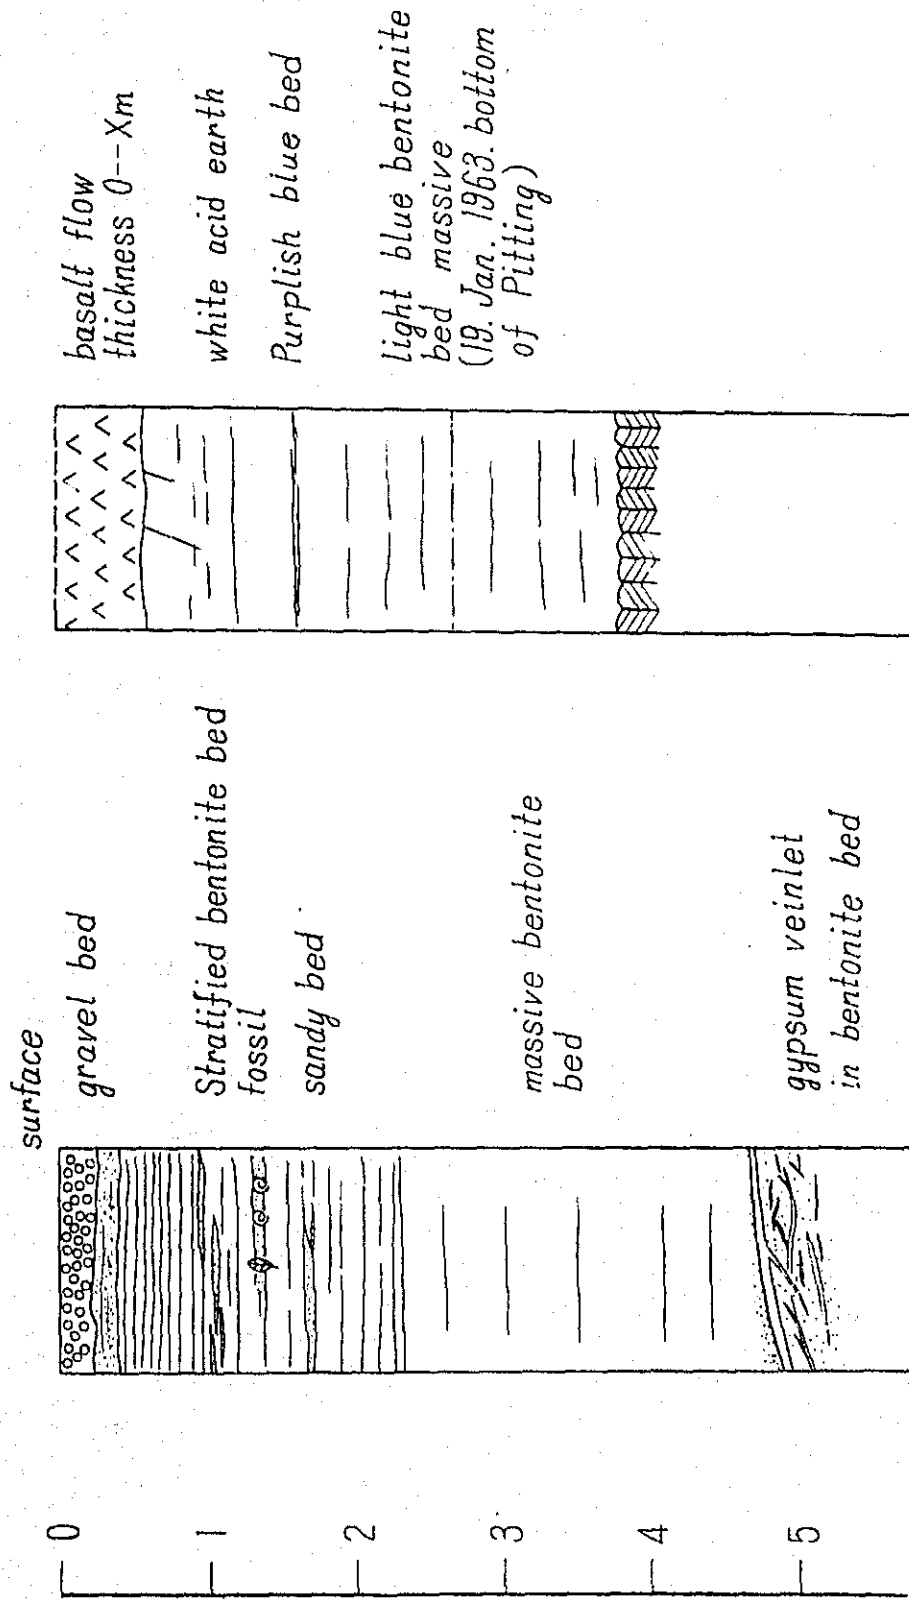 surface
gravel bed
Stratified bentonite bed
fossil
sandy bed
massive bentonite
bed
gypsum veinlet
in bentonite bed
basalt flow
thickness 0--Xm
white acid earth
Purplish blue bed
light blue bentonite
bed massive
(19. Jan. 1963. bottom
of Pitting)
0
1
2
3
4
5